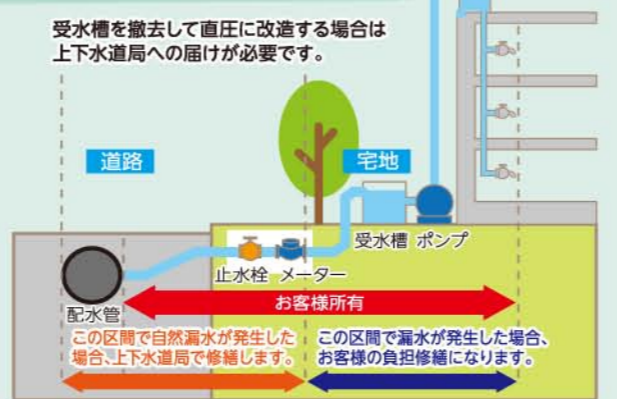 受水槽を撤去して直圧に改造する場合は
上下水道局への届けが必要です。
道路
宅地
受水槽 ポンプ
止水栓 メーター
配水管
お客様所有
この区間で自然漏水が発生した
場合、上下水道局で修繕します。
この区間で漏水が発生した場合、
お客様の負担修繕になります。